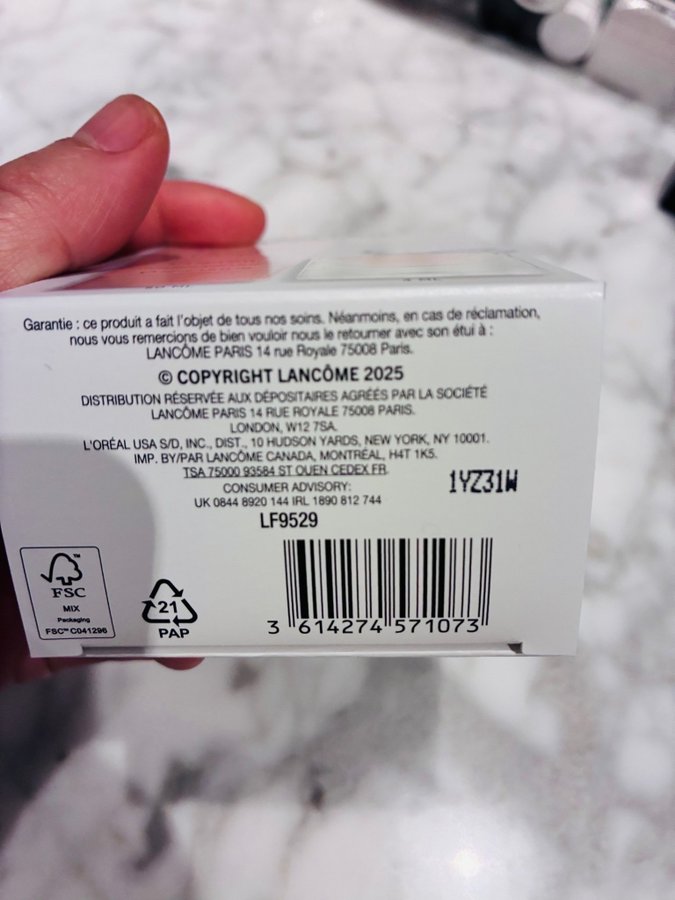 Garantie : ce produit a fait l'objet de tous nos soins. Néanmoins, en cas de réclamation,
nous vous remercions de bien vouloir nous le retourner avec son étui à :
LANCÔME PARIS 14 rue Royale 75008 Paris.
© COPYRIGHT LANCÔME 2025
DISTRIBUTION RÉSERVÉE AUX DÉPOSITAIRES AGRÉÉS PAR LA SOCIÉTÉ
LANCÔME PARIS 14 RUE ROYALE 75008 PARIS.
LONDON, W12 7SA.
L'ORÉAL USA S/D, INC., DIST., 10 HUDSON YARDS, NEW YORK, NY 10001.
IMP. BY/PAR LANCÔME CANADA, MONTRÉAL, H4T 1K5.
TSA 75000 93584 ST OUEN CEDEX FR.
CONSUMER ADVISORY:
UK 0844 8920 144 IRL 1890 812 744
1YZ31W
LF9529
FSC™
MIX
Packaging
FSC™ C041296
21
PAP
3 614274 571073